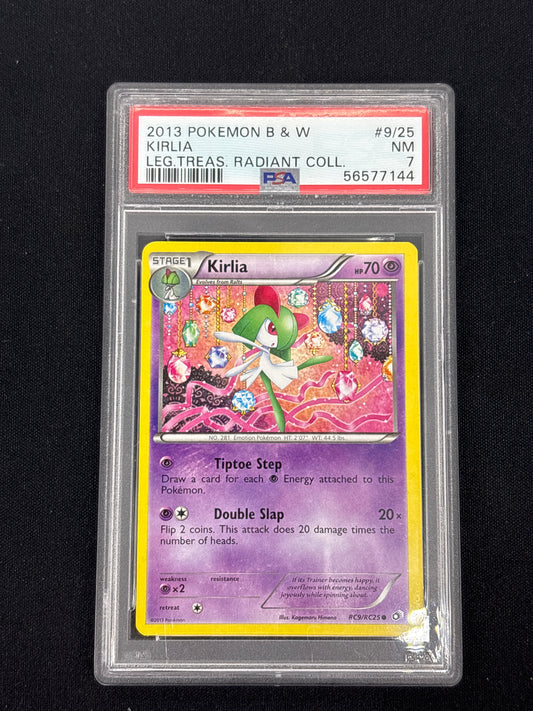 2013 POKEMON B & W #9/25
KIRLIA NM
LEG.TREAS. RADIANT COLL. 7
PSA 56577144
STAGE1 Kirlia HP70
Evolves from Ralts
NO. 281 Emotion Pokémon HT: 2'07" WT: 44.5 lbs.
Tiptoe Step
Draw a card for each Energy attached to this
Pokémon.
Double Slap 20x
Flip 2 coins. This attack does 20 damage times the
number of heads.
weakness resistance
×2
retreat
If its Trainer becomes happy, it
overflows with energy, dancing
joyously while spinning about.
©2013 Pokémon Illus. Kagemaru Himeno RC9/RC25